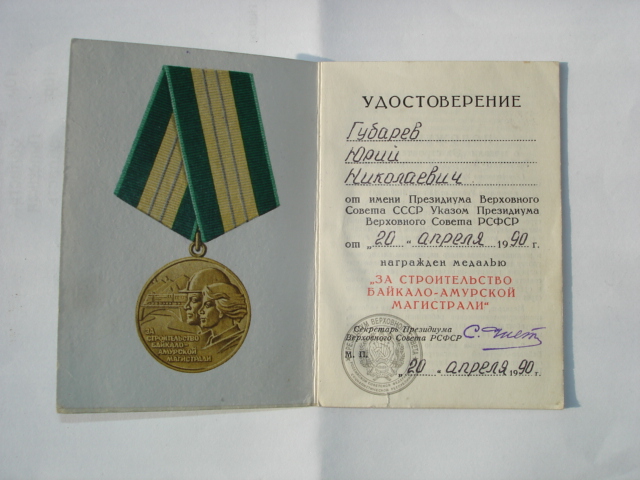 ЗА
СТРОИТЕЛЬСТВО
БАЙКАЛО-
АМУРСКОЙ
МАГИСТРАЛИ
УДОСТОВЕРЕНИЕ
Губарев
Юрий
Николаевич
от имени Президиума Верховного
Совета СССР Указом Президиума
Верховного Совета РСФСР
от „20" апреля 1990 г.
награжден медалью
„ЗА СТРОИТЕЛЬСТВО
БАЙКАЛО-АМУРСКОЙ
МАГИСТРАЛИ"
Секретарь Президиума
Верховного Совета РСФСР
М. П.
„20" апреля 1990 г.